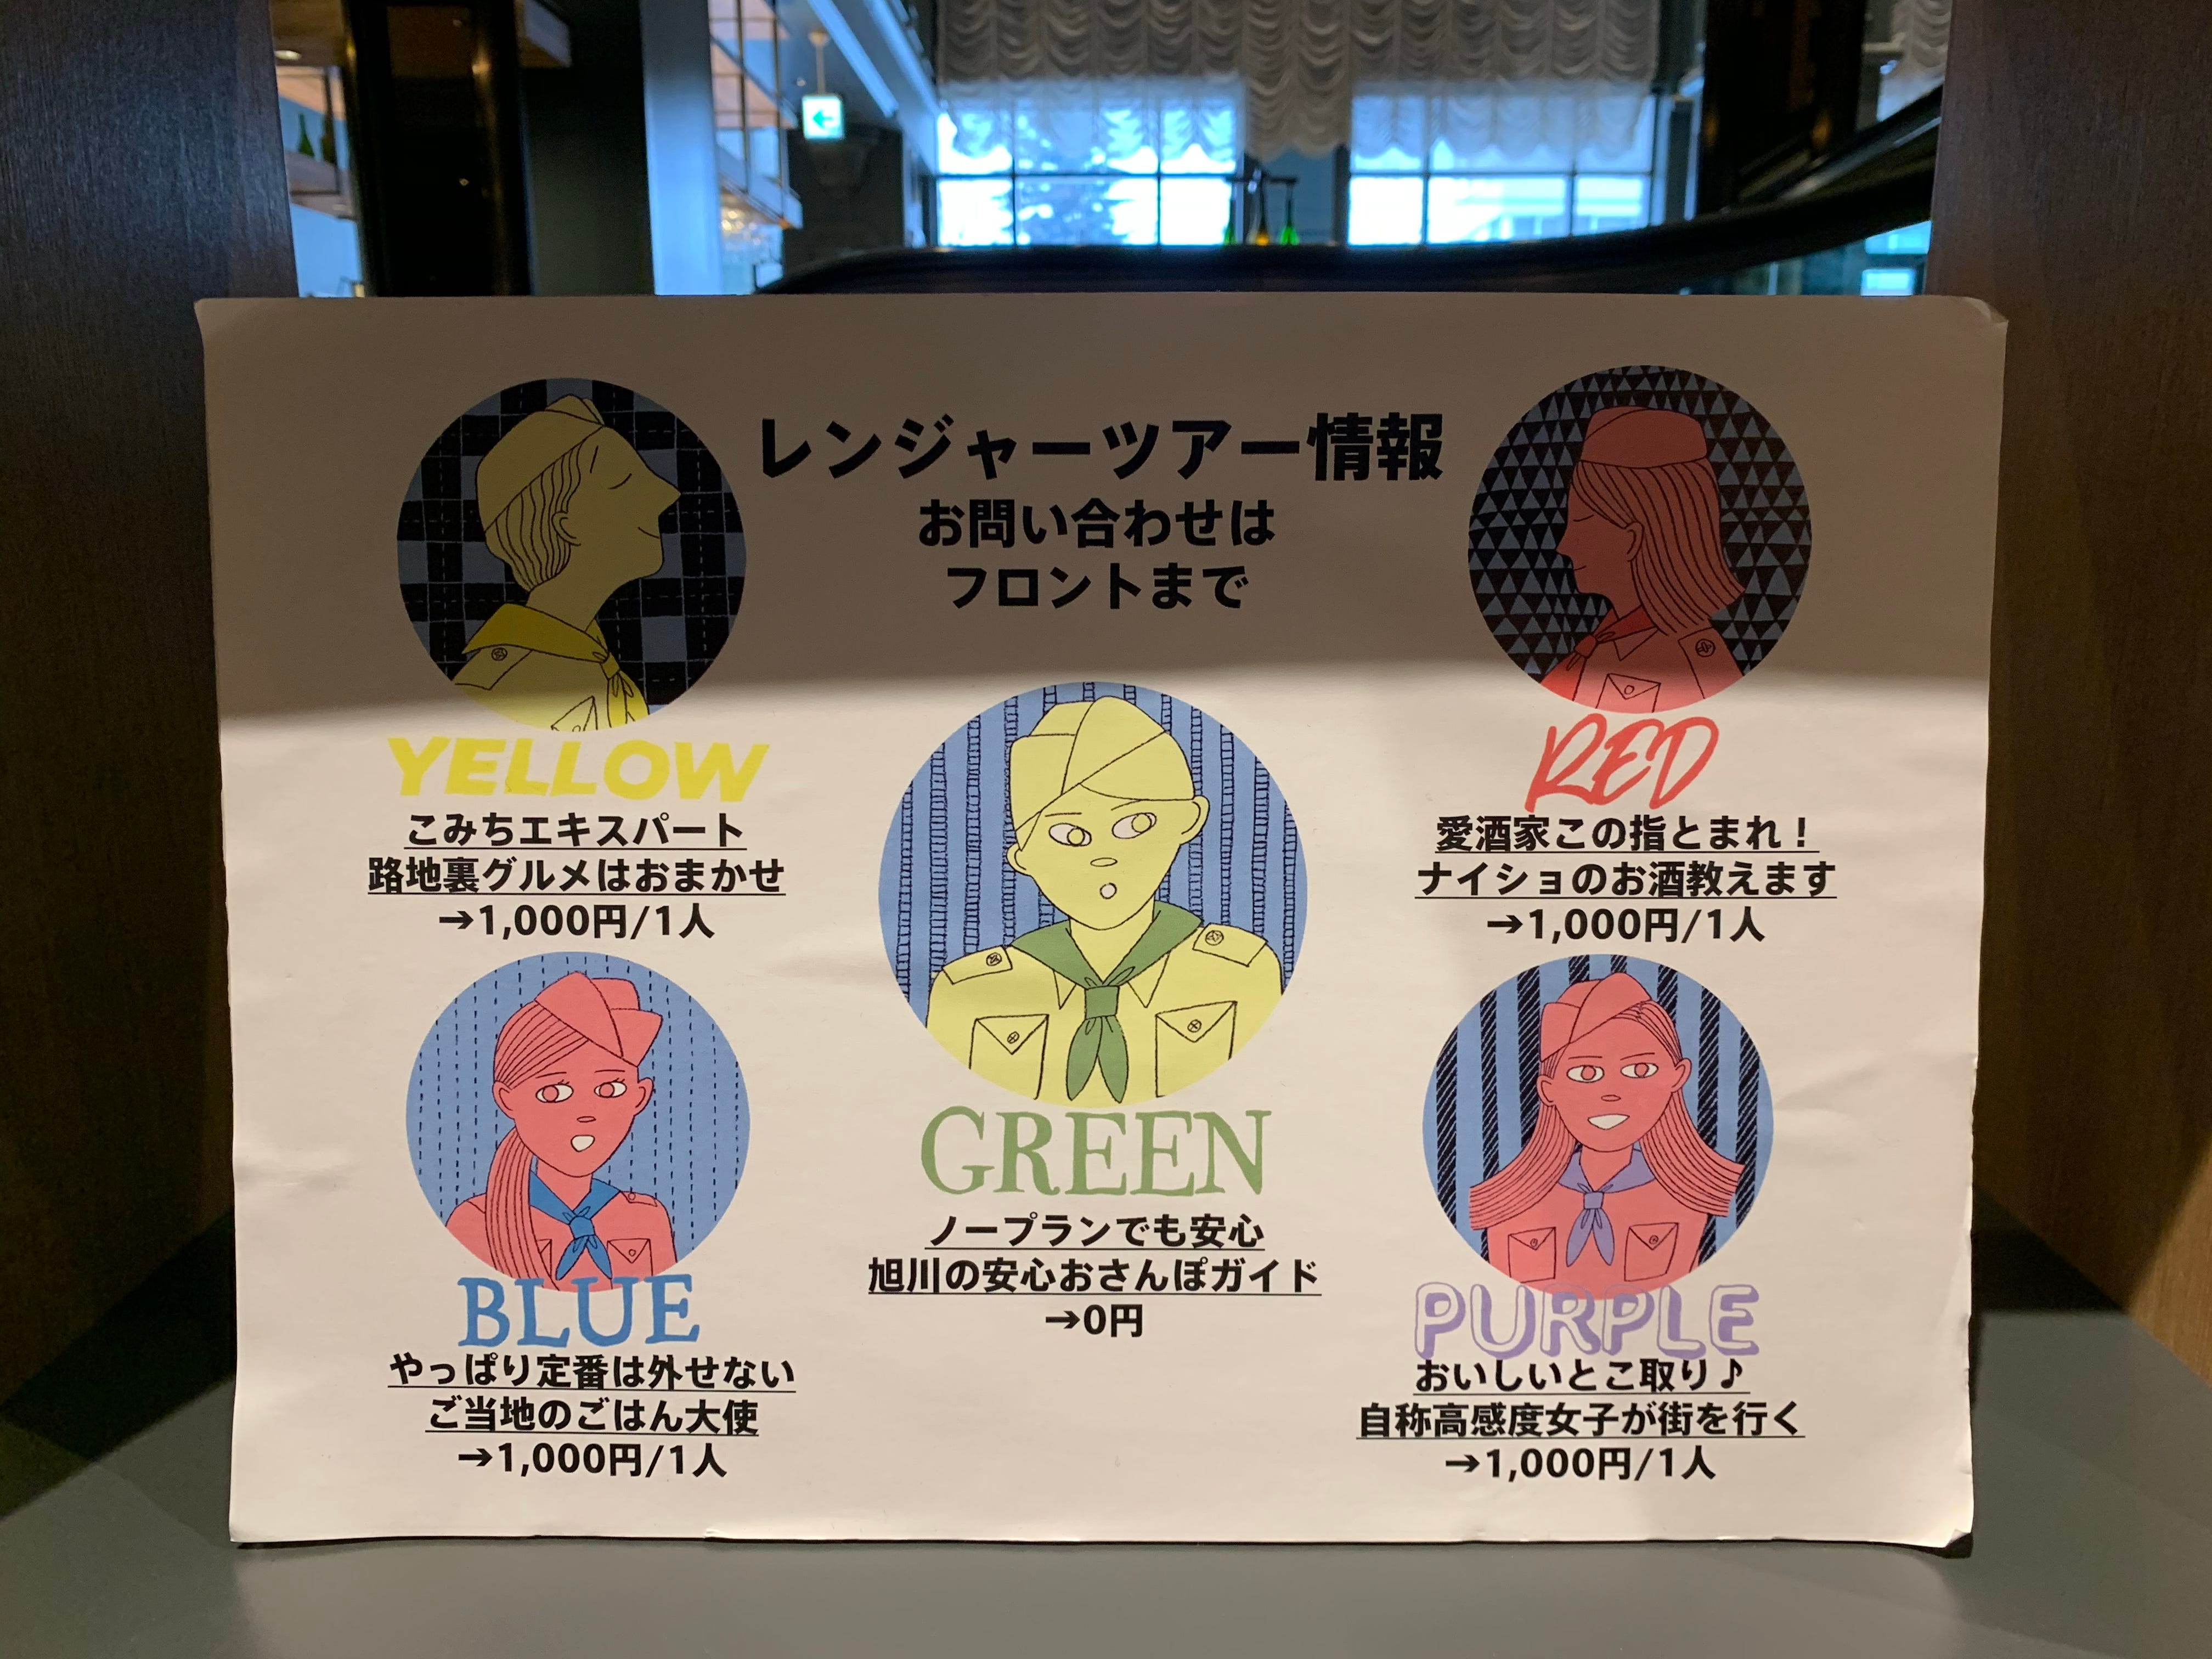 レンジャーツアー情報
お問い合わせは
フロントまで
YELLOW
こみちエキスパート
路地裏グルメはおまかせ
→1,000円/1人
RED
愛酒家この指とまれ！
ナイショのお酒教えます
→1,000円/1人
GREEN
ノープランでも安心
旭川の安心おさんぽガイド
→0円
BLUE
やっぱり定番は外せない
ご当地のごはん大使
→1,000円/1人
PURPLE
おいしいとこ取り♪
自称高感度女子が街を行く
→1,000円/1人